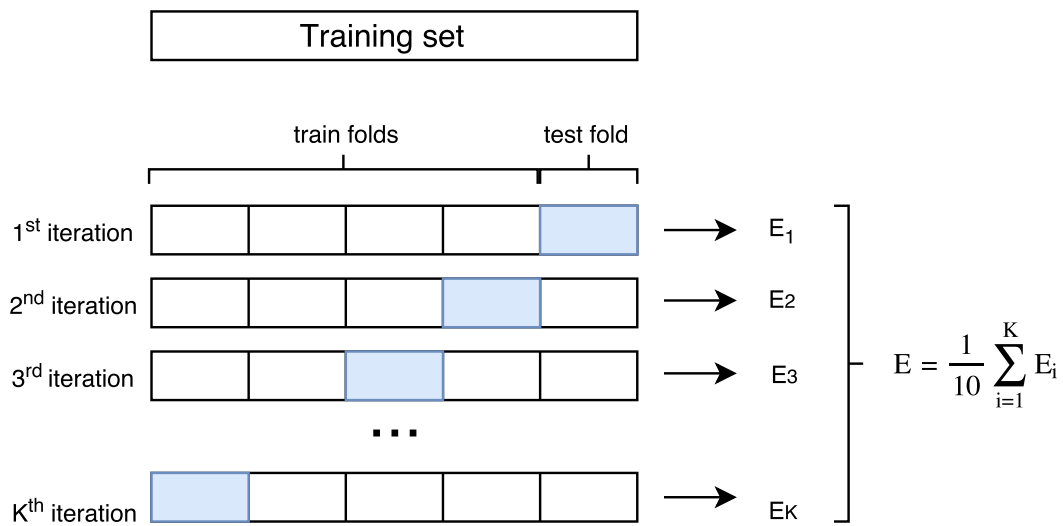 Training set
train folds
test fold
1st iteration
E1
2nd iteration
E2
3rd iteration
E3
...
Kth iteration
EK
E = 1/10 K∑i=1 Ei